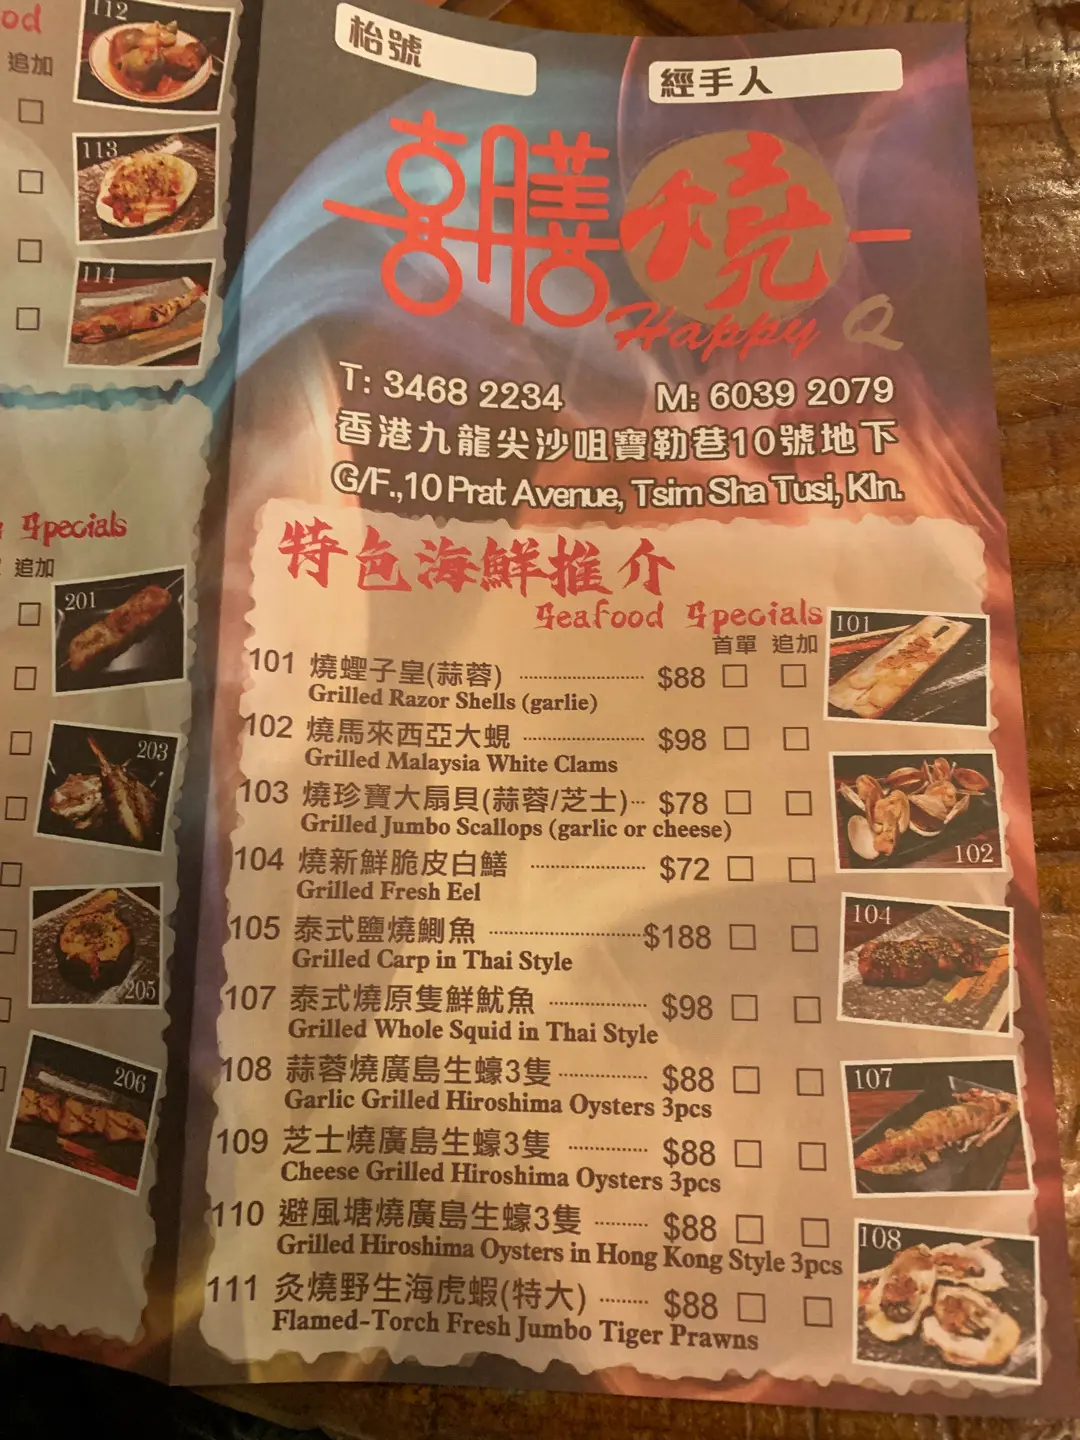 od
追加
112
113
114
Specials
追加
201
203
205
206
枱號
經手人
喜膳燒
Happy Q
T: 3468 2234 M: 6039 2079
香港九龍尖沙咀寶勒巷10號地下
G/F.,10 Prat Avenue, Tsim Sha Tusi, Kln.
特色海鮮推介
Seafood Specials
首單 追加
101 燒蟶子皇(蒜蓉) $88
Grilled Razor Shells (garlie)
102 燒馬來西亞大蜆 $98
Grilled Malaysia White Clams
103 燒珍寶大扇貝(蒜蓉/芝士) $78
Grilled Jumbo Scallops (garlic or cheese)
104 燒新鮮脆皮白鱔 $72
Grilled Fresh Eel
105 泰式鹽燒鯽魚 $188
Grilled Carp in Thai Style
107 泰式燒原隻鮮魷魚 $98
Grilled Whole Squid in Thai Style
108 蒜蓉燒廣島生蠔3隻 $88
Garlic Grilled Hiroshima Oysters 3pcs
109 芝士燒廣島生蠔3隻 $88
Cheese Grilled Hiroshima Oysters 3pcs
110 避風塘燒廣島生蠔3隻 $88
Grilled Hiroshima Oysters in Hong Kong Style 3pcs
111 灸燒野生海虎蝦(特大) $88
Flamed-Torch Fresh Jumbo Tiger Prawns
101
102
104
107
108